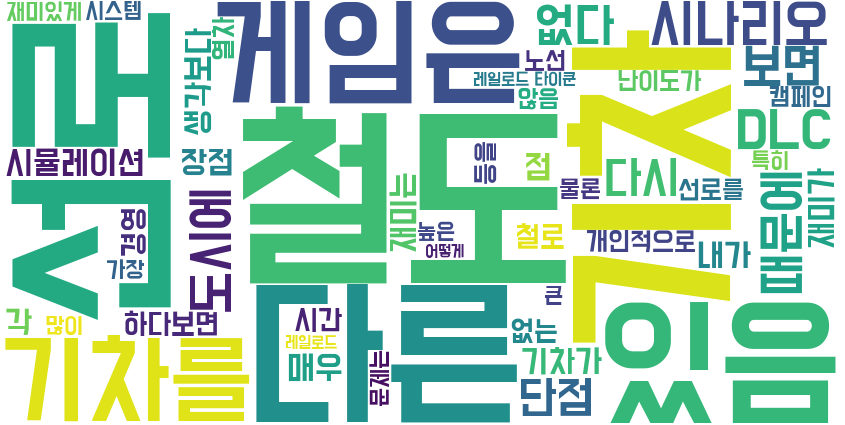 재미있게
시스템
열차
생각보다
게임은
없다
시나리오
노선
보면
레일로드 타이쿤
난이도가
않음
캠페인
철도
DLC
시뮬레이션
장점
등을
점
다시
특히
물론
선로를
재미는
도시에
경영
때문에
재미가
높은
철로
개인적으로
내가
어떻게
가장
다른
있음
큰
각
많이
하다보면
시간
없는
레일로드
기차를
매우
문제는
기차가
단점